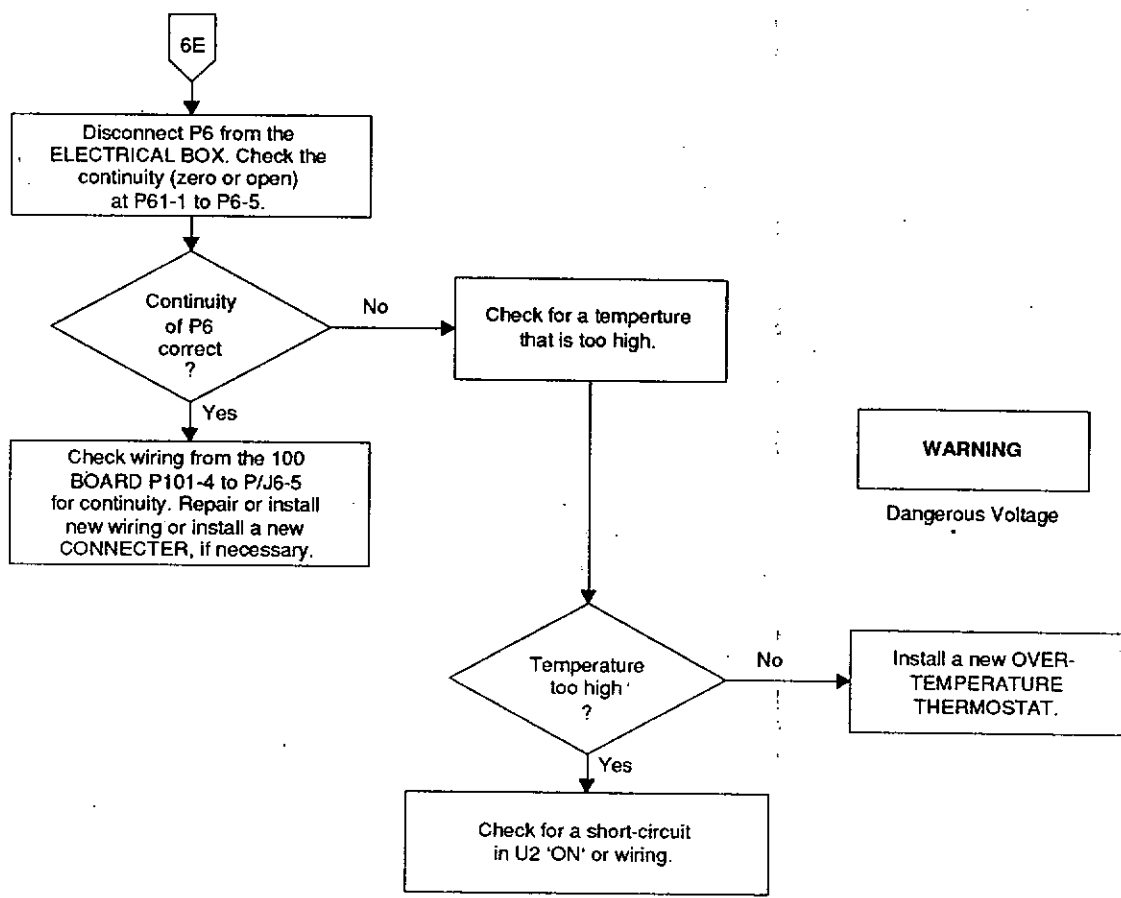 6E
Disconnect P6 from the
ELECTRICAL BOX. Check the
continuity (zero or open)
at P61-1 to P6-5.
Continuity
of P6
correct
?
No
Check for a temperture
that is too high.
Yes
Check wiring from the 100
BOARD P101-4 to P/J6-5
for continuity. Repair or install
new wiring or install a new
CONNECTER, if necessary.
WARNING
Dangerous Voltage
Temperature
too high
?
No
Install a new OVER-
TEMPERATURE
THERMOSTAT.
Yes
Check for a short-circuit
in U2 'ON' or wiring.